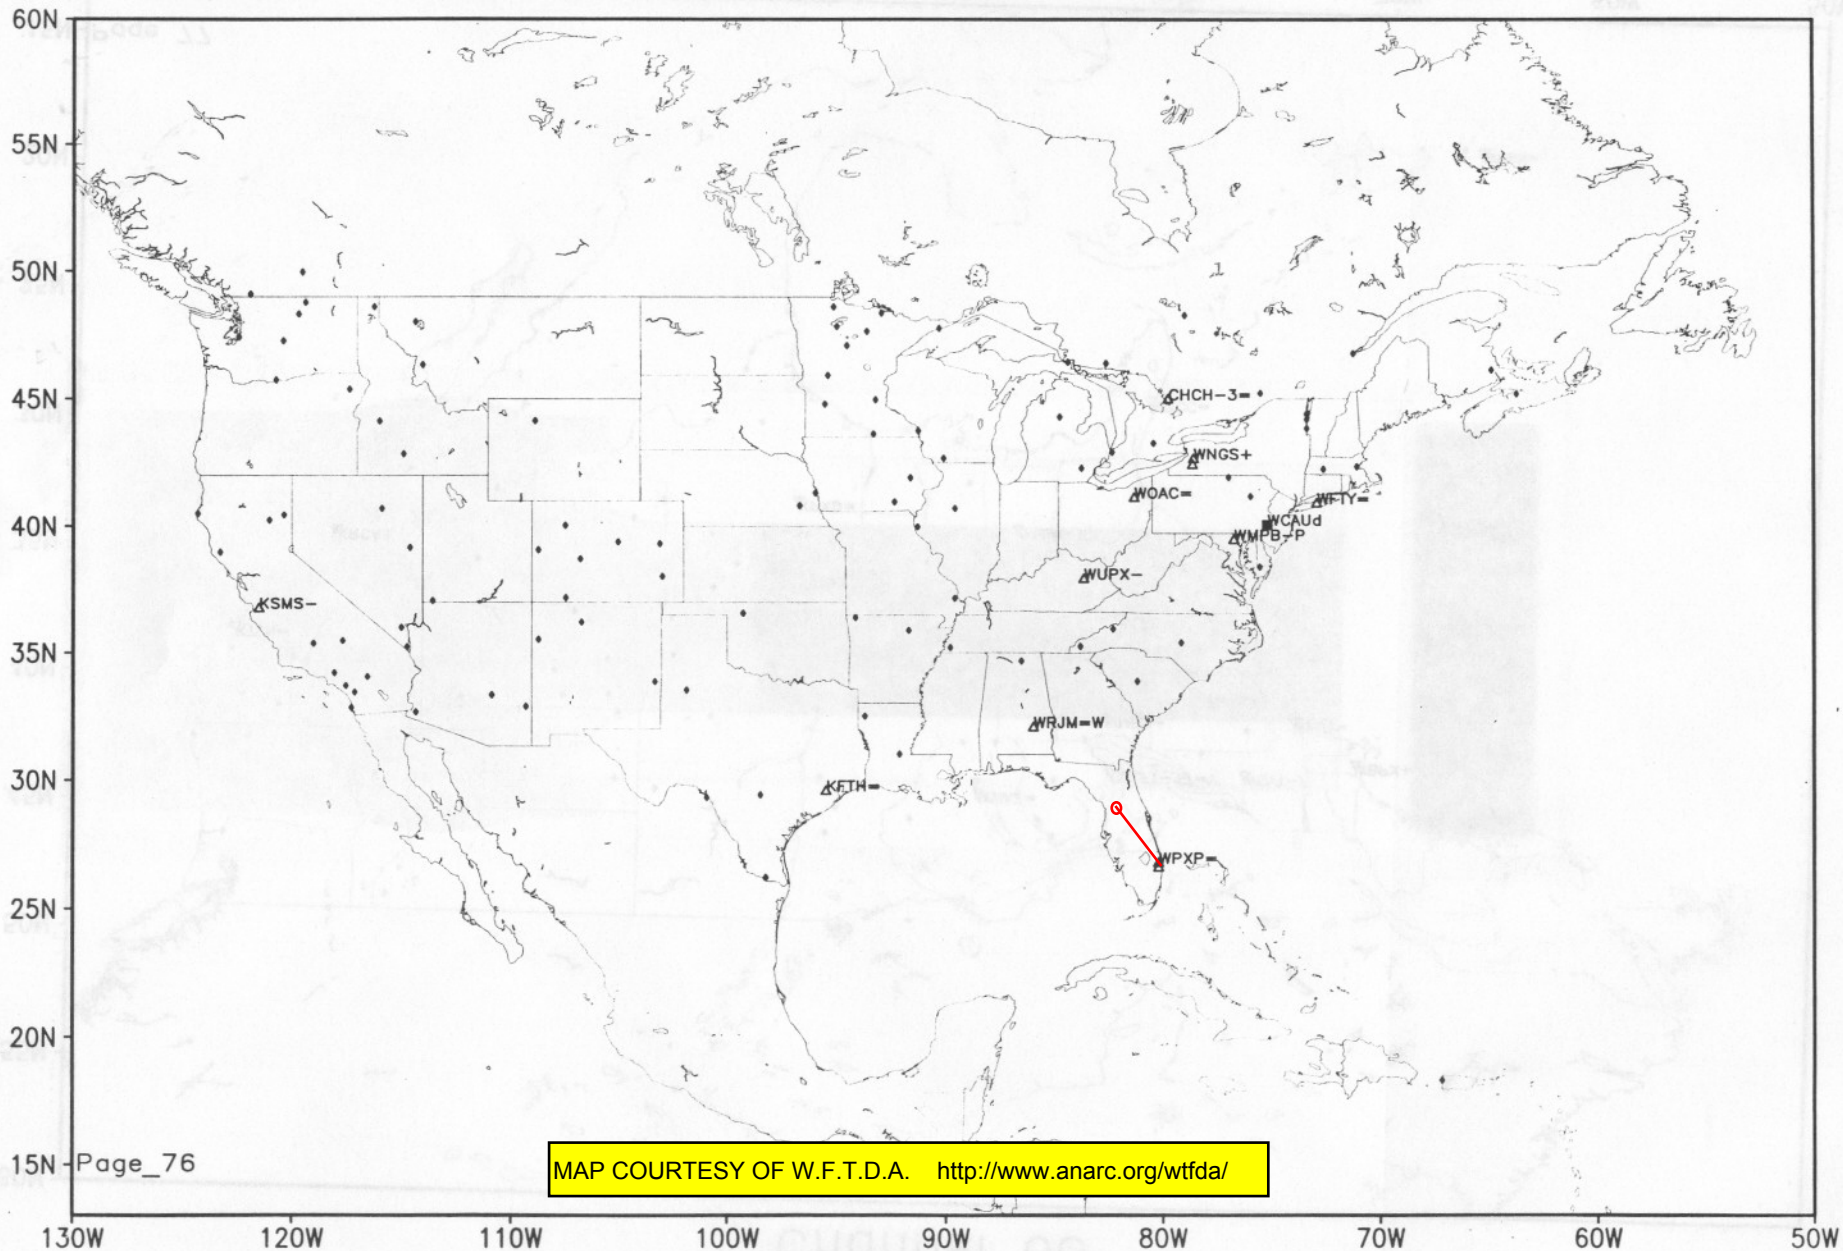 60N
55N
50N
45N
40N
35N
30N
25N
20N
15N
CHCH-3=
WNGS+
WOAC=
WFTY=
WCAUd
WMPB-P
WUPX-
KSMS-
WRJM=W
KFTH=
WPXP=
Page_76
MAP COURTESY OF W.F.T.D.A. http://www.anarc.org/wtfda/
130W 120W 110W 100W 90W 80W 70W 60W 50W